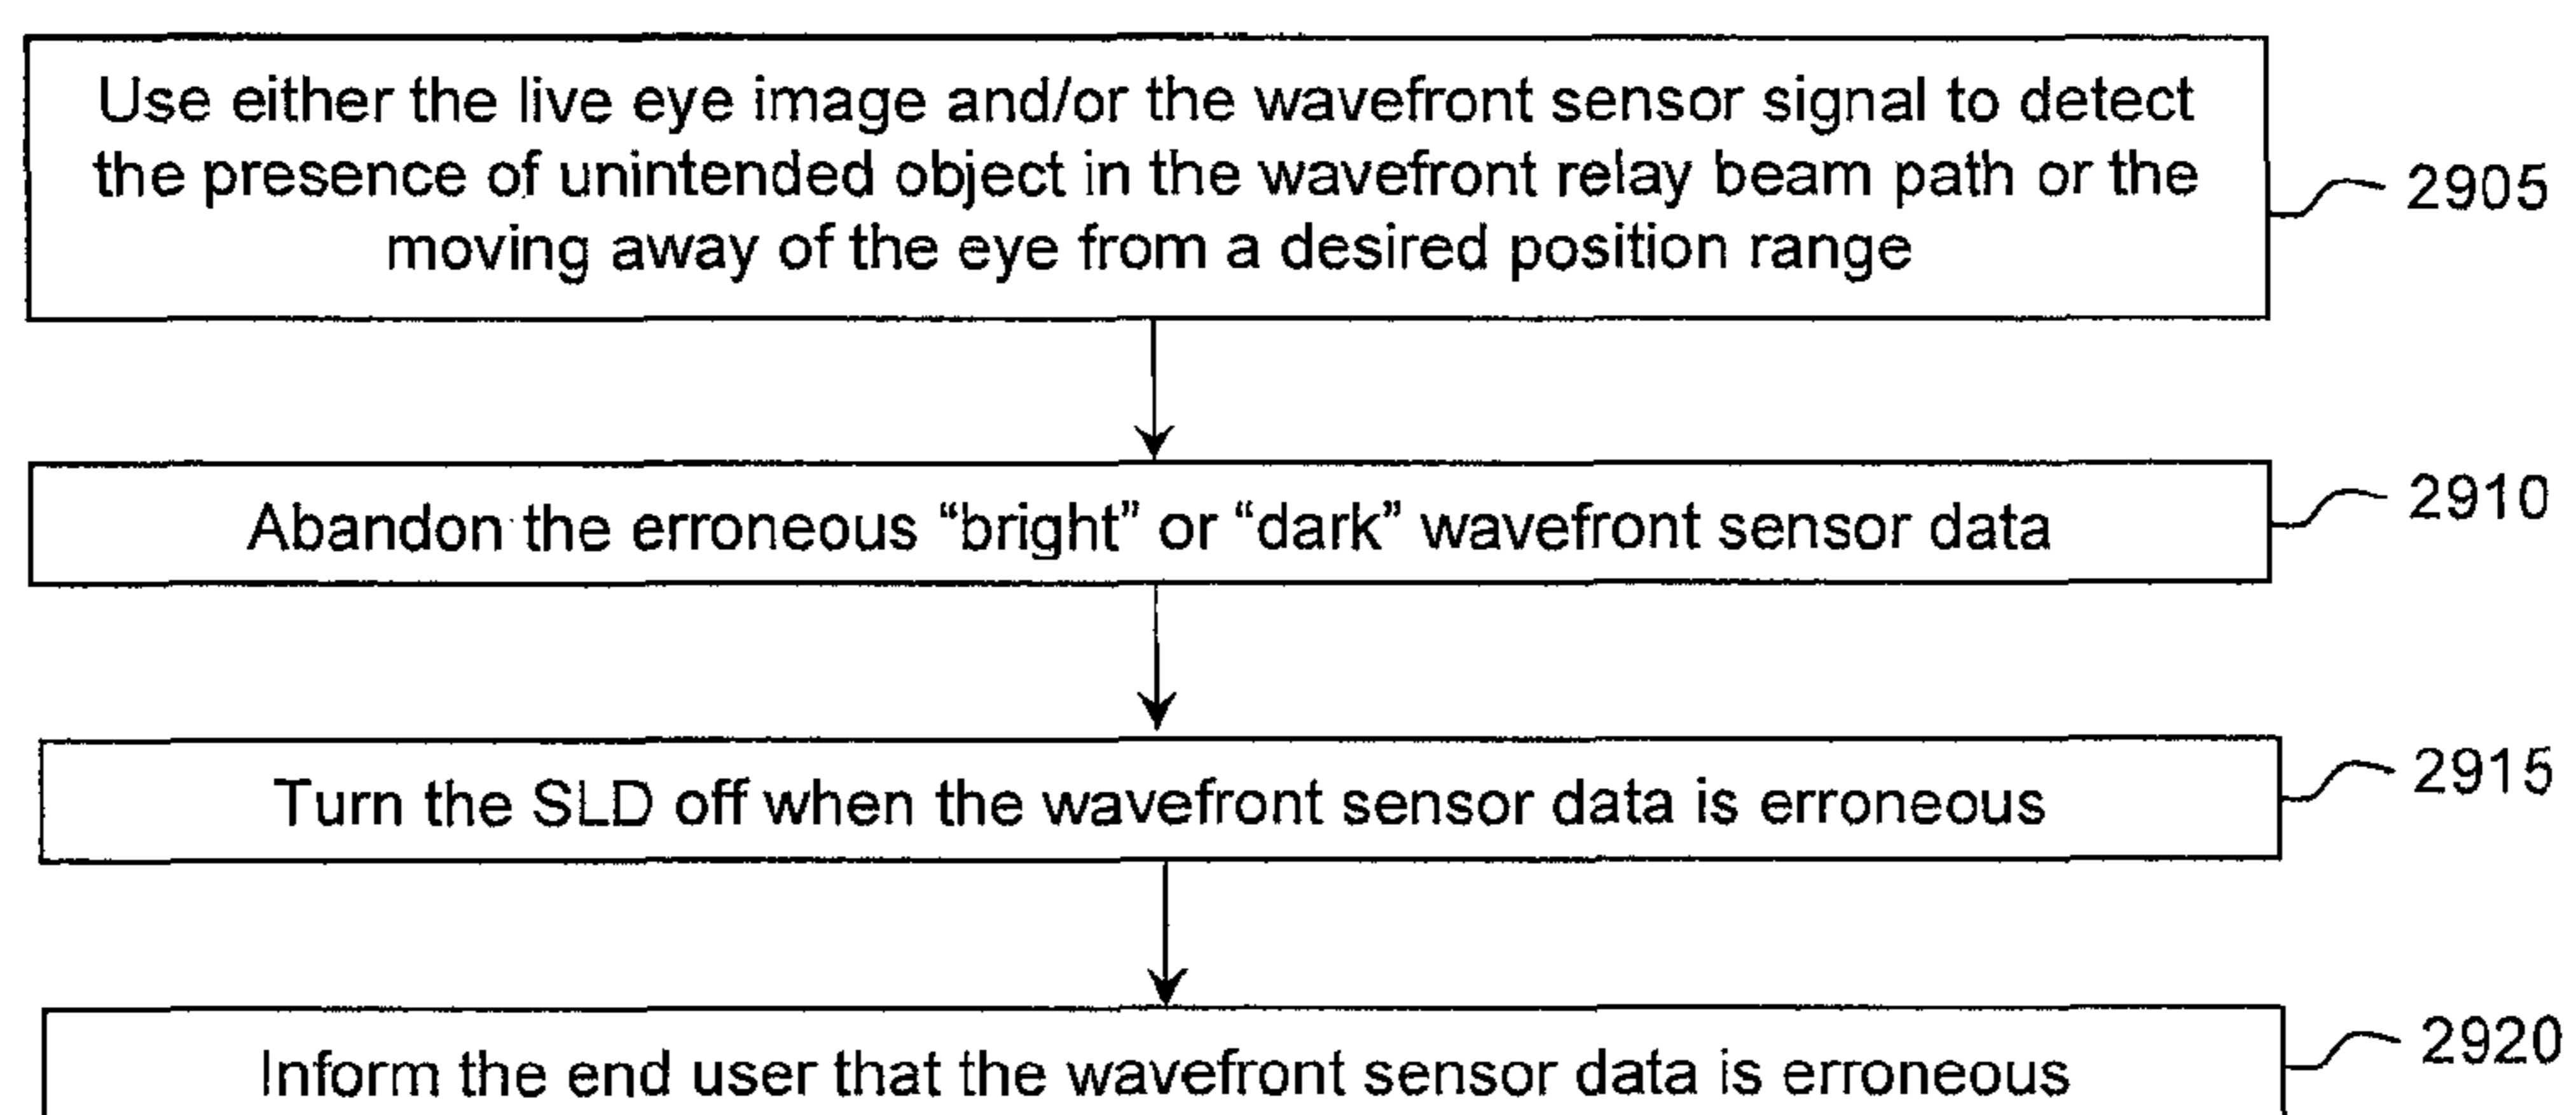 Use either the live eye image and/or the wavefront sensor signal to detect
the presence of unintended object in the wavefront relay beam path or the
moving away of the eye from a desired position range
2905
Abandon the erroneous “bright” or “dark” wavefront sensor data
2910
Turn the SLD off when the wavefront sensor data is erroneous
2915
Inform the end user that the wavefront sensor data is erroneous
2920